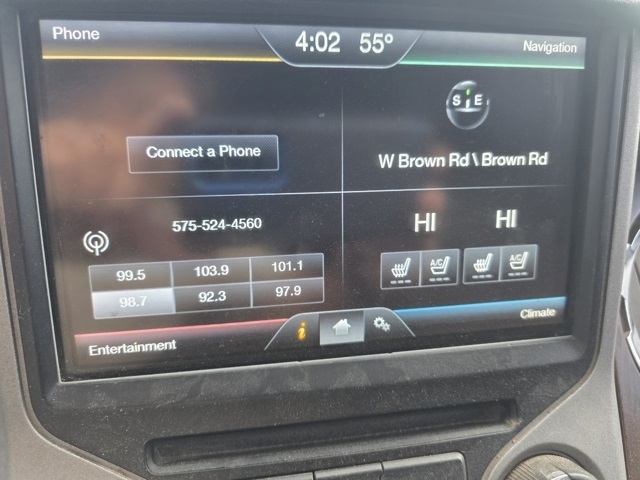 Phone
4:02 55°
Navigation
Connect a Phone
S E
W Brown Rd \ Brown Rd
575-524-4560
99.5 103.9 101.1
98.7 92.3 97.9
HI HI
A/C A/C
Entertainment
i
Climate